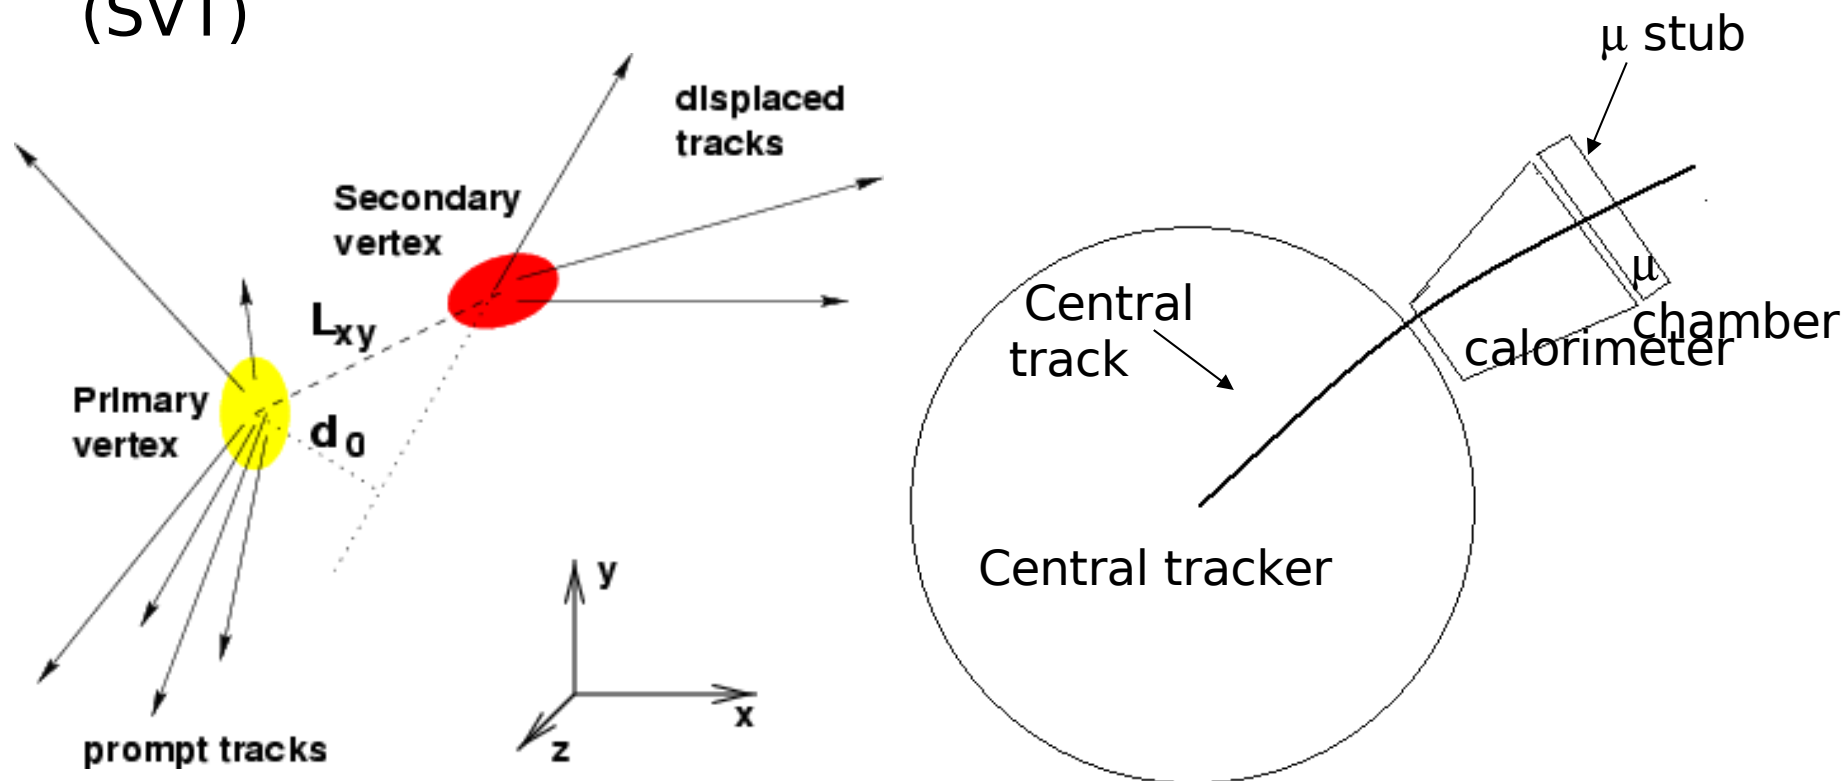 (SVT)
displaced
tracks
Secondary
vertex
Lxy
Primary
vertex
d0
prompt tracks
y
x
z
μ stub
Central
track
μ
chamber
calorimeter
Central tracker